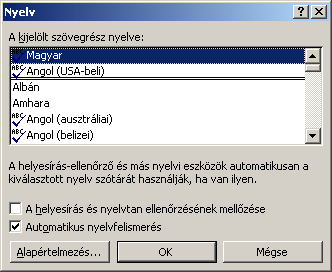 Nyelv
A kijelölt szövegrész nyelve:
Magyar
Angol (USA-beli)
Albán
Amhara
Angol (ausztráliai)
Angol (belizei)
A helyesírás-ellenőrző és más nyelvi eszközök automatikusan a
kiválasztott nyelv szótárát használják, ha van ilyen.
A helyesírás és nyelvtan ellenőrzésének mellőzése
Automatikus nyelvfelismerés
Alapértelmezés... OK Mégse